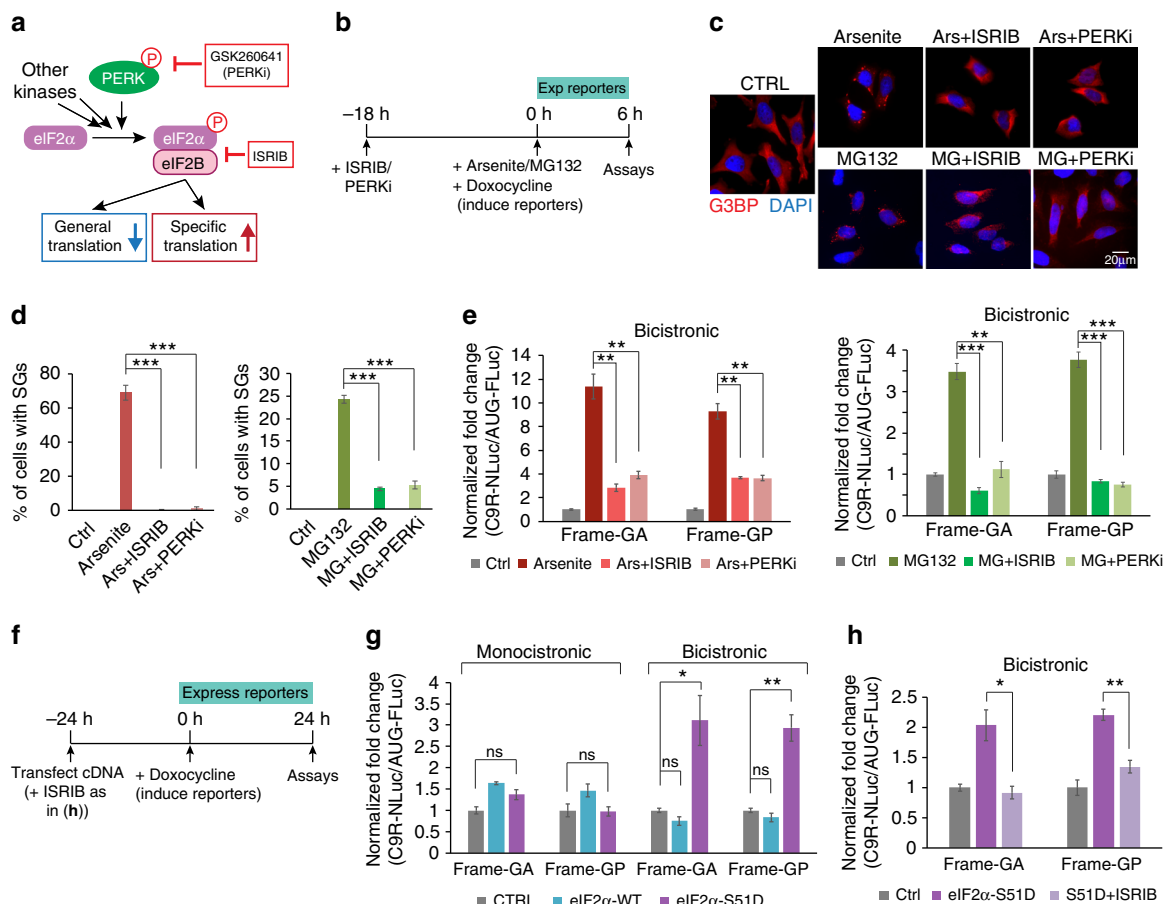 a
P
GSK260641
(PERKi)
PERK
Other
kinases
P
eIF2α
eIF2α
eIF2B
ISRIB
General
translation
Specific
translation
b
Exp reporters
–18 h
0 h
6 h
+ ISRIB/
PERKi
+ Arsenite/MG132
+ Doxocycline
(induce reporters)
Assays
c
Arsenite
Ars+ISRIB
Ars+PERKi
CTRL
MG132
MG+ISRIB
MG+PERKi
G3BP DAPI
20μm
d
% of cells with SGs
80
60
40
20
0
***
***
Ctrl
Arsenite
Ars+ISRIB
Ars+PERKi
% of cells with SGs
30
25
20
15
10
5
0
***
***
Ctrl
MG132
MG+ISRIB
MG+PERKi
e
Bicistronic
Normalized fold change
(C9R-NLuc/AUG-FLuc)
14
12
10
8
6
4
2
0
**
**
**
**
Frame-GA
Frame-GP
Ctrl Arsenite Ars+ISRIB Ars+PERKi
Bicistronic
Normalized fold change
(C9R-NLuc/AUG-FLuc)
4
3
2
1
0
**
***
***
***
Frame-GA
Frame-GP
Ctrl MG132 MG+ISRIB MG+PERKi
f
Express reporters
–24 h
0 h
24 h
Transfect cDNA
(+ ISRIB as
in (h))
+ Doxocycline
(induce reporters)
Assays
g
Monocistronic
Bicistronic
Normalized fold change
(C9R-NLuc/AUG-FLuc)
4
3.5
3
2.5
2
1.5
1
0.5
0
ns
ns
*
ns
**
ns
Frame-GA
Frame-GP
Frame-GA
Frame-GP
CTRL eIF2α-WT eIF2α-S51D
h
Bicistronic
Normalized fold change
(C9R-NLuc/AUG-FLuc)
2.5
2
1.5
1
0.5
0
*
**
Frame-GA
Frame-GP
Ctrl eIF2α-S51D S51D+ISRIB